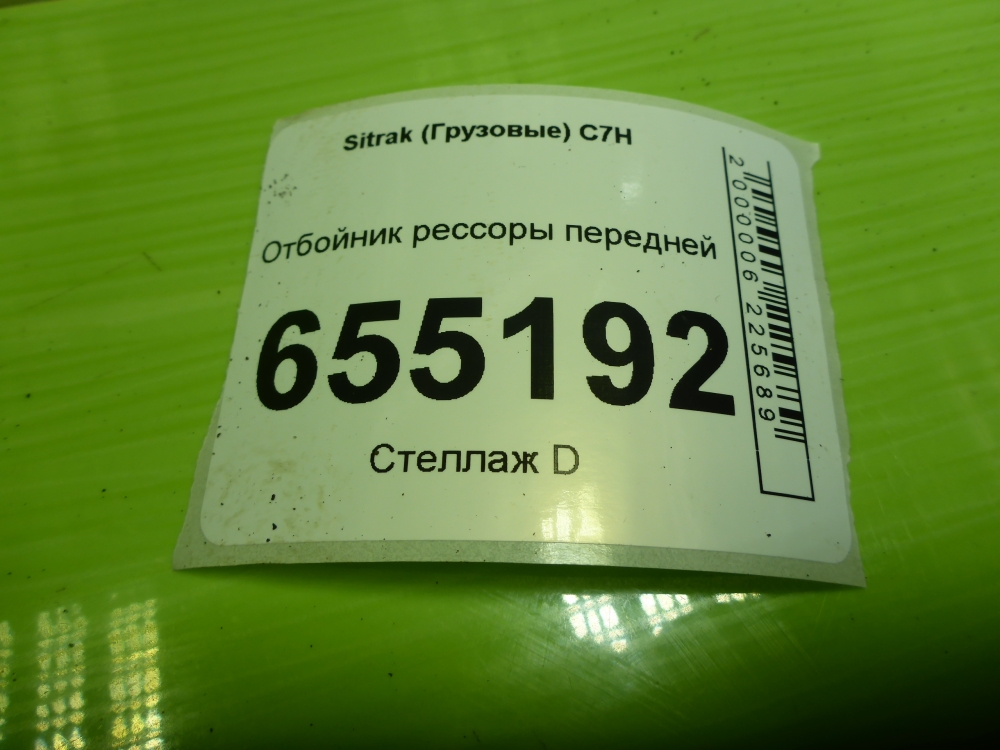 Sitrak (Грузовые) C7H
Отбойник рессоры передней
655192
Стеллаж D
2000006225689